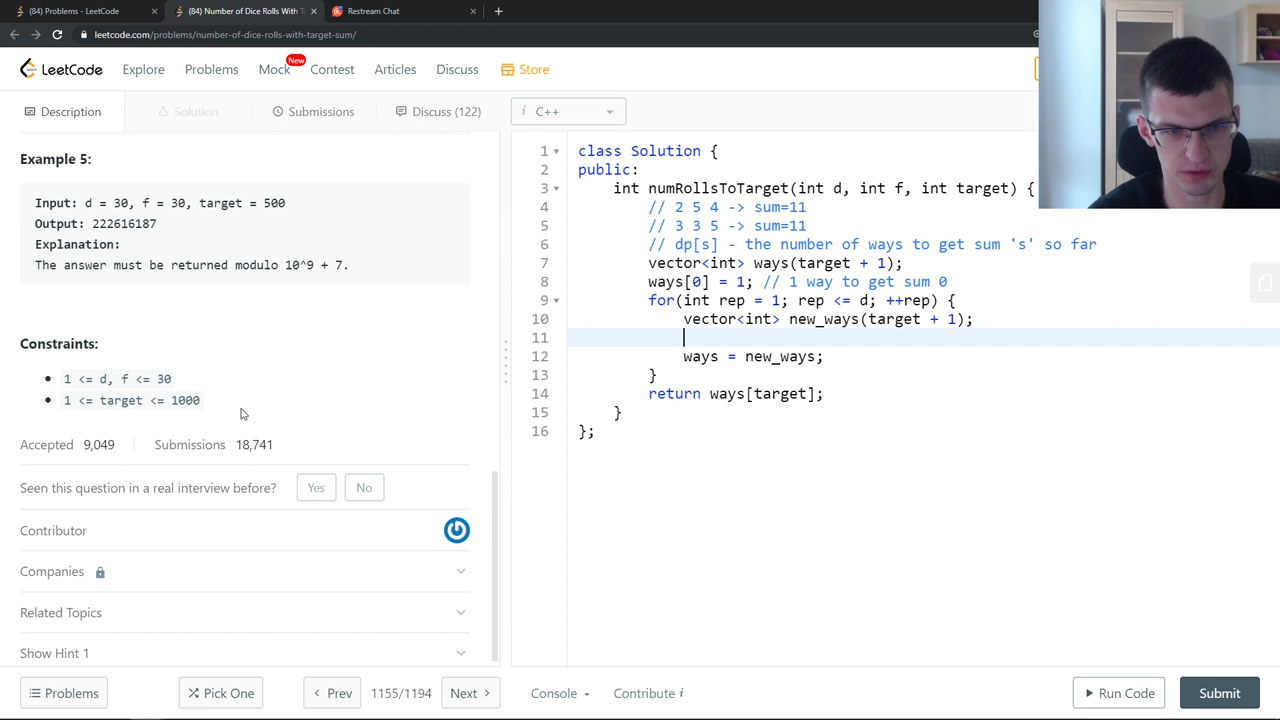 (84) Problems - LeetCode
(84) Number of Dice Rolls With T
Restream Chat
leetcode.com/problems/number-of-dice-rolls-with-target-sum/
LeetCode
Explore
Problems
Mock
New
Contest
Articles
Discuss
Store
Description
Solution
Submissions
Discuss (122)
i C++
Example 5:
Input: d = 30, f = 30, target = 500
Output: 222616187
Explanation:
The answer must be returned modulo 10^9 + 7.
Constraints:
1 <= d, f <= 30
1 <= target <= 1000
Accepted 9,049 Submissions 18,741
Seen this question in a real interview before? Yes No
Contributor
Companies
Related Topics
Show Hint 1
1 class Solution {
2 public:
3 int numRollsToTarget(int d, int f, int target) {
4 // 2 5 4 -> sum=11
5 // 3 3 5 -> sum=11
6 // dp[s] - the number of ways to get sum 's' so far
7 vector<int> ways(target + 1);
8 ways[0] = 1; // 1 way to get sum 0
9 for(int rep = 1; rep <= d; ++rep) {
10 vector<int> new_ways(target + 1);
11
12 ways = new_ways;
13 }
14 return ways[target];
15 }
16 };
Problems
Pick One
Prev
1155/1194
Next
Console
Contribute i
Run Code
Submit